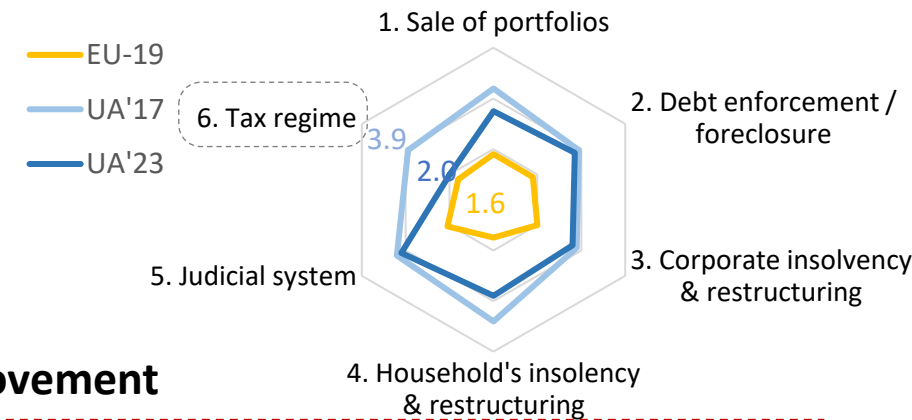 1. Sale of portfolios
EU-19
UA'17
UA'23
6. Tax regime
2. Debt enforcement /
foreclosure
3.9
2.0
1.6
5. Judicial system
3. Corporate insolvency
& restructuring
4. Household's insolency
& restructuring
ovement